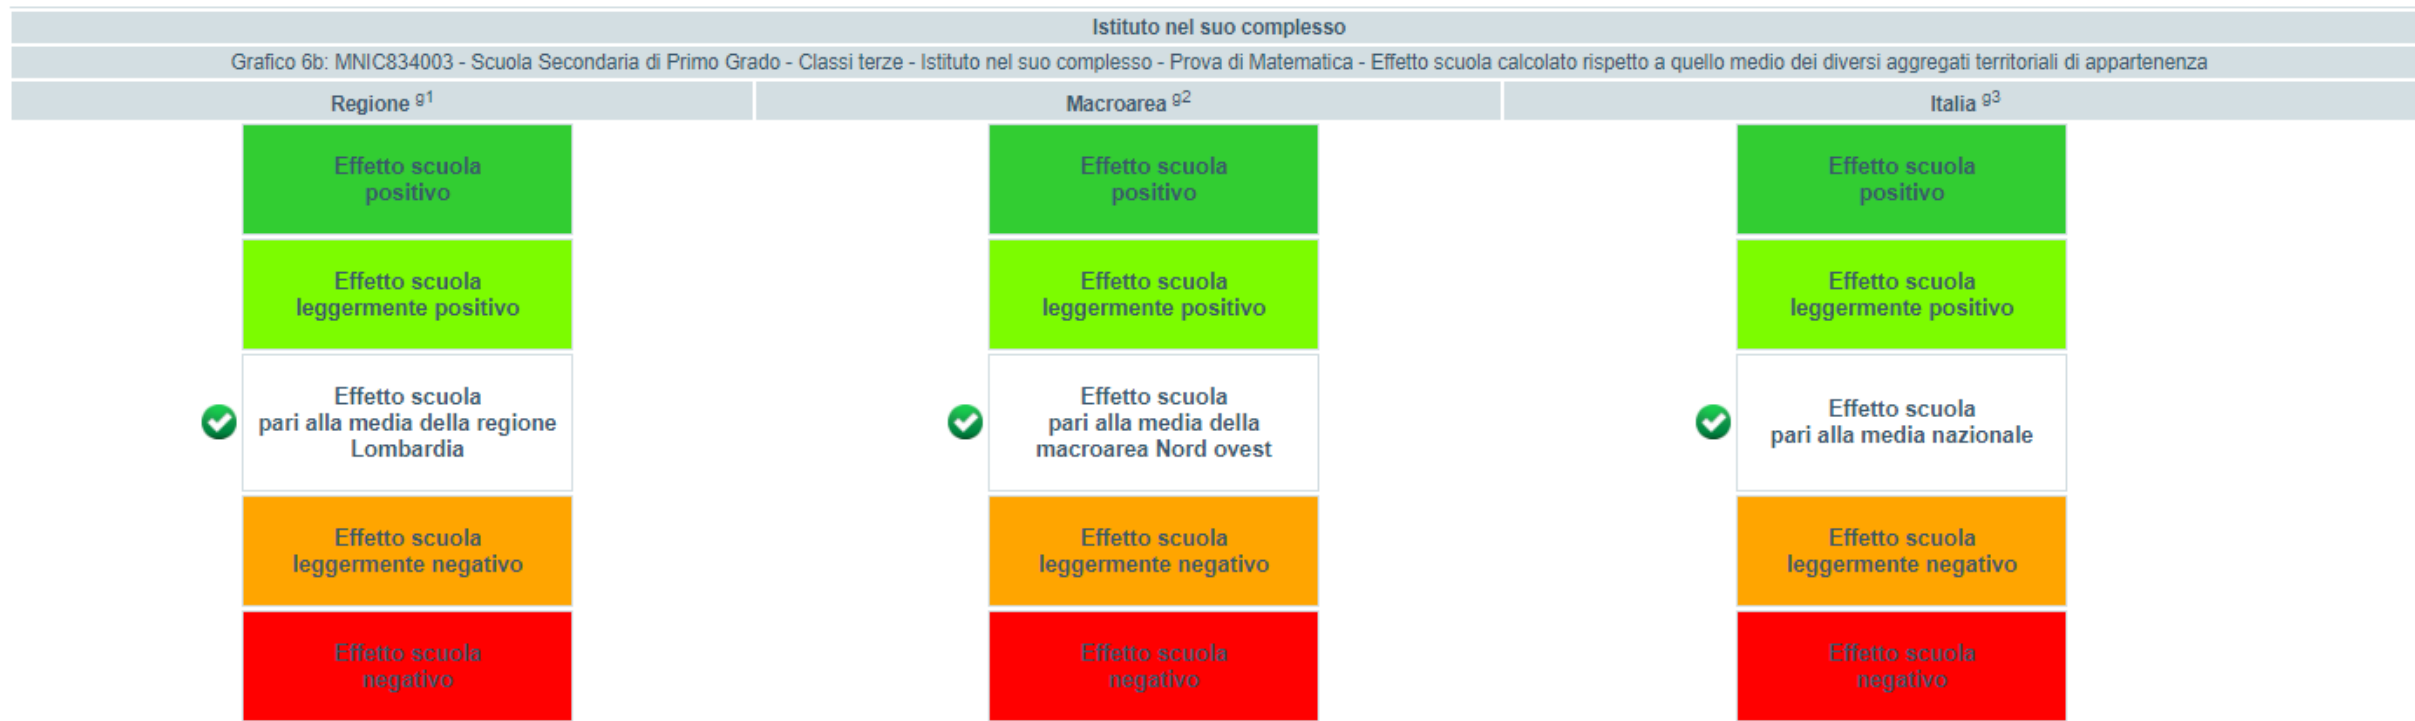 Istituto nel suo complesso
Grafico 6b: MNIC834003 - Scuola Secondaria di Primo Grado - Classi terze - Istituto nel suo complesso - Prova di Matematica - Effetto scuola calcolato rispetto a quello medio dei diversi aggregati territoriali di appartenenza
Regione g1
Macroarea g2
Italia g3
Effetto scuola
positivo
Effetto scuola
positivo
Effetto scuola
positivo
Effetto scuola
leggermente positivo
Effetto scuola
leggermente positivo
Effetto scuola
leggermente positivo
Effetto scuola
pari alla media della regione
Lombardia
Effetto scuola
pari alla media della
macroarea Nord ovest
Effetto scuola
pari alla media nazionale
Effetto scuola
leggermente negativo
Effetto scuola
leggermente negativo
Effetto scuola
leggermente negativo
Effetto scuola
negativo
Effetto scuola
negativo
Effetto scuola
negativo